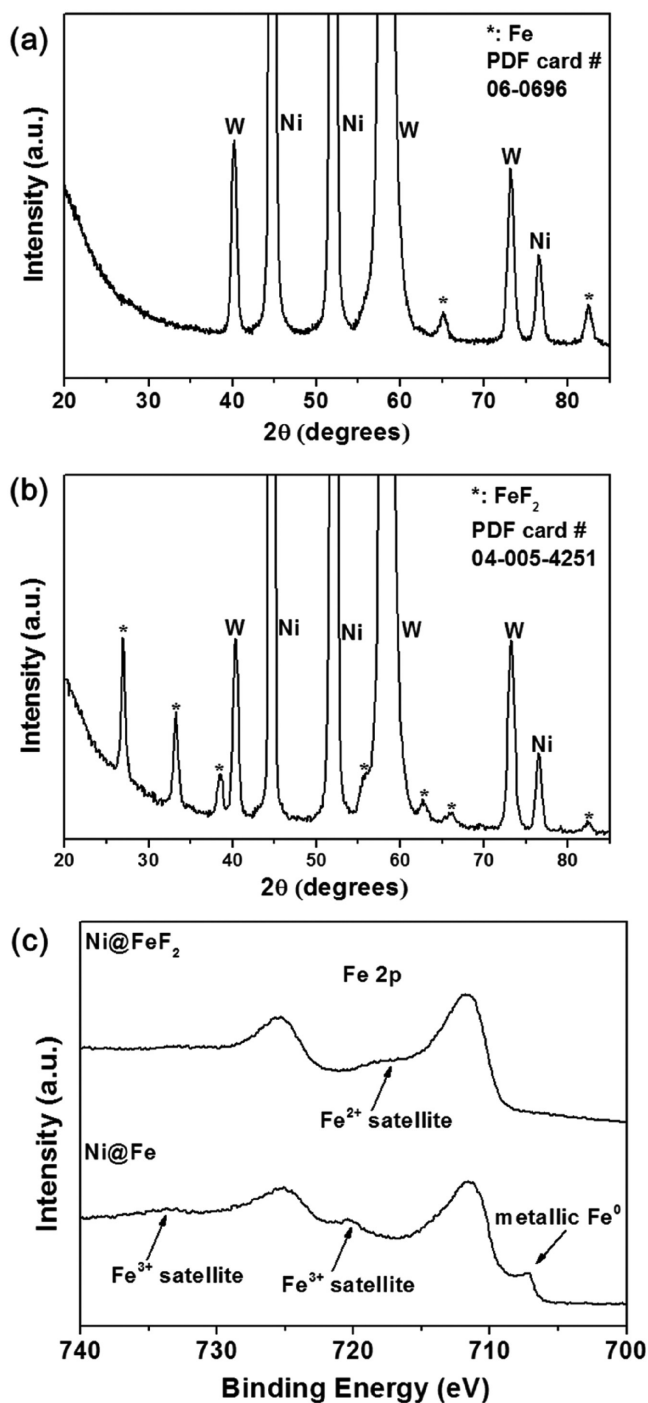 (a)
*: Fe
PDF card #
06-0696
W
Ni
Ni
W
*
W
Ni
*
Intensity (a.u.)
20 30 40 50 60 70 80
2θ (degrees)
(b)
*: FeF₂
PDF card #
04-005-4251
*
*
*
W
Ni
Ni
*
W
*
*
W
Ni
*
Intensity (a.u.)
20 30 40 50 60 70 80
2θ (degrees)
(c)
Ni@FeF₂
Fe 2p
Fe²⁺ satellite
Ni@Fe
metallic Fe⁰
Fe³⁺ satellite
Fe³⁺ satellite
Intensity (a.u.)
740 730 720 710 700
Binding Energy (eV)